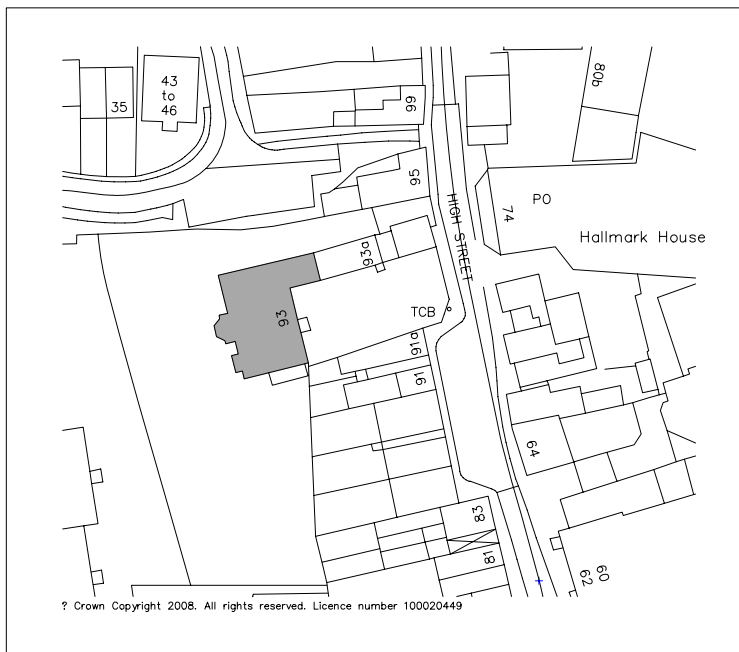 43
to
46
35
99
80b
95
HIGH STREET
74
PO
Hallmark House
93a
93
TCB
91a
91
64
83
81
60
62
? Crown Copyright 2008. All rights reserved. Licence number 100020449